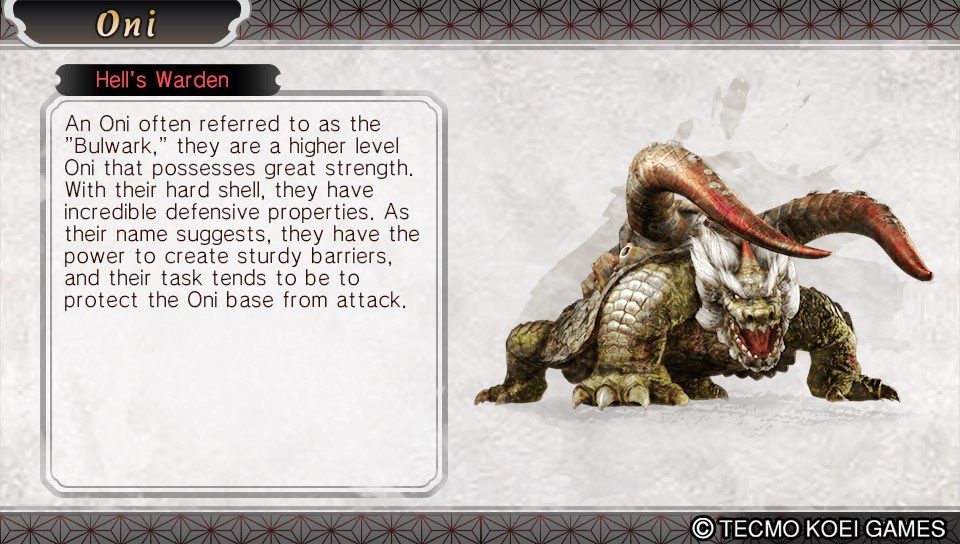 Oni
Hell's Warden
An Oni often referred to as the
"Bulwark," they are a higher level
Oni that possesses great strength.
With their hard shell, they have
incredible defensive properties. As
their name suggests, they have the
power to create sturdy barriers,
and their task tends to be to
protect the Oni base from attack.
© TECMO KOEI GAMES